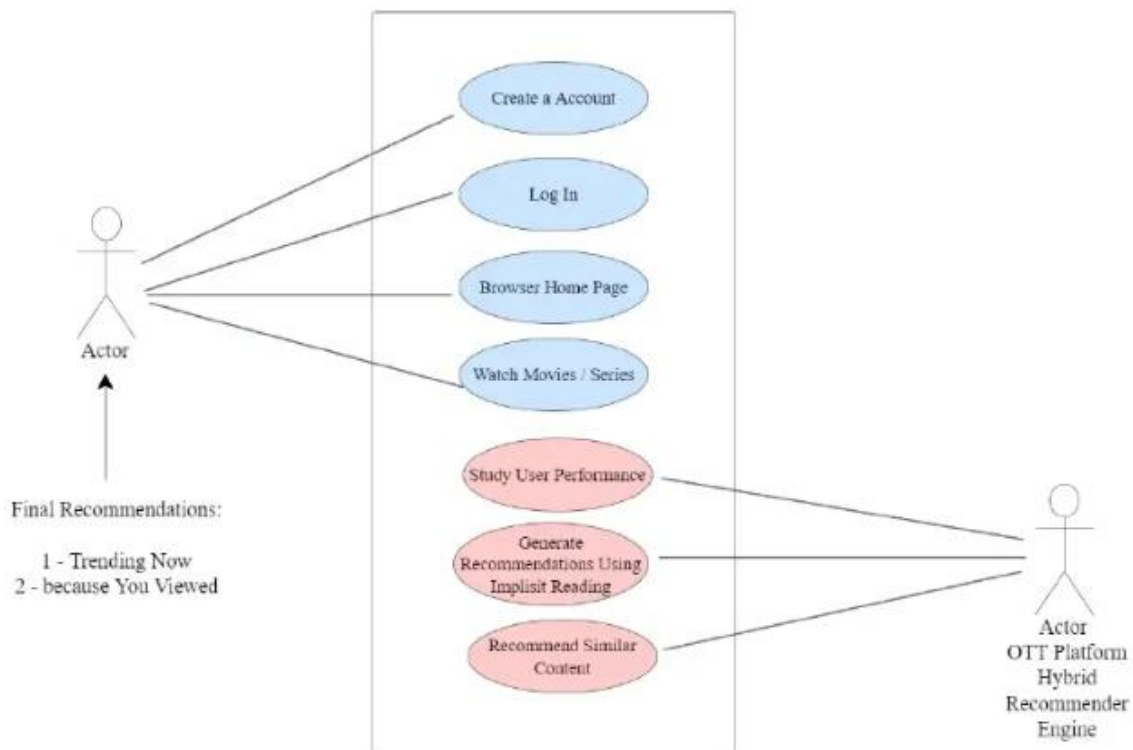 Create a Account
Log In
Browser Home Page
Watch Movies / Series
Study User Performance
Generate
Recommendations Using
Implisit Reading
Recommend Similar
Content
Actor
Final Recommendations:
1 - Trending Now
2 - because You Viewed
Actor
OTT Platform
Hybrid
Recommender
Engine